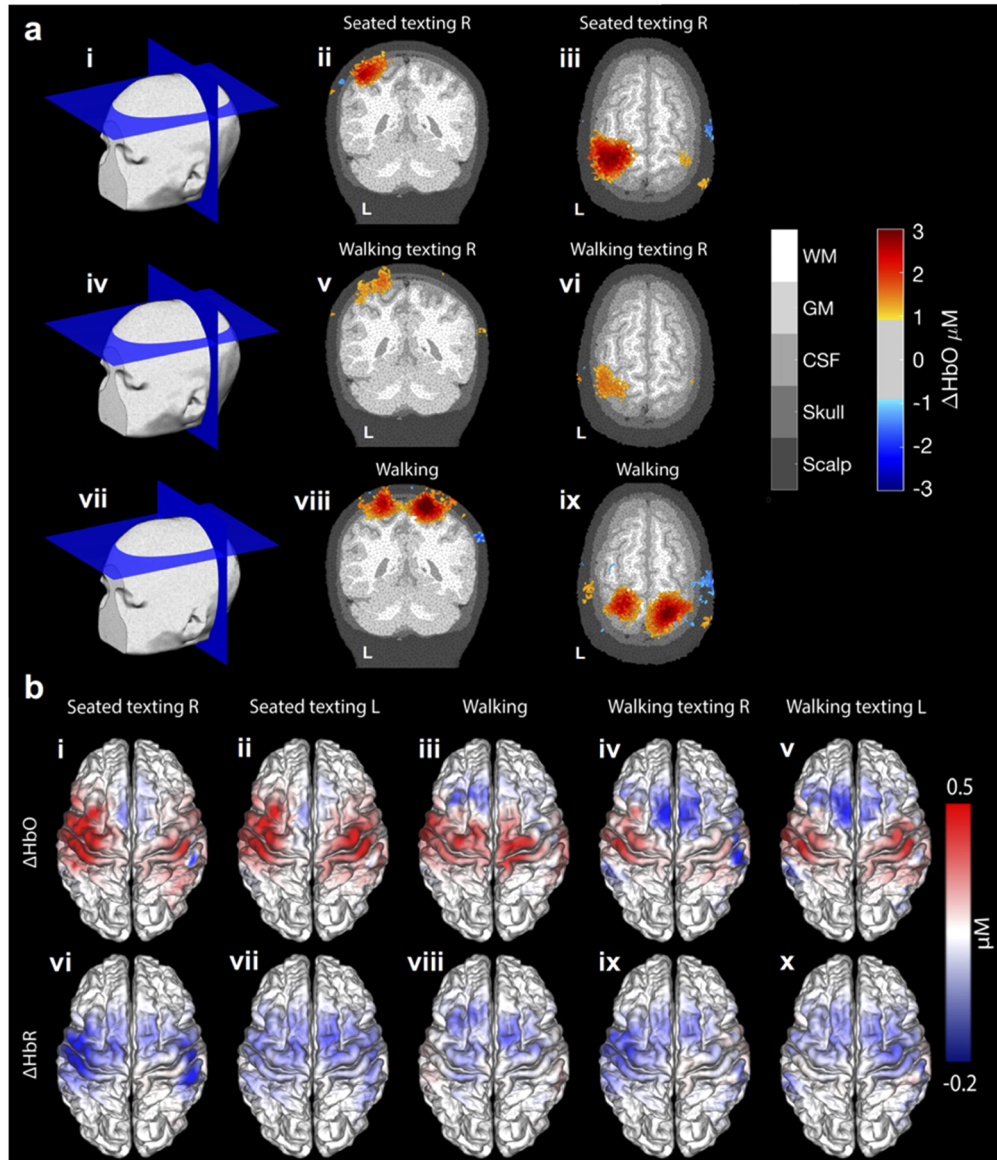 a
Seated texting R
Seated texting R
i
ii
iii
L
L
Walking texting R
Walking texting R
iv
v
vi
L
L
Walking
Walking
vii
viii
ix
L
L
WM
GM
CSF
Skull
Scalp
3
2
1
0
-1
-2
-3
ΔHbO μM
b
Seated texting R
Seated texting L
Walking
Walking texting R
Walking texting L
i
ii
iii
iv
v
ΔHbO
vi
vii
viii
ix
x
ΔHbR
0.5
μM
-0.2